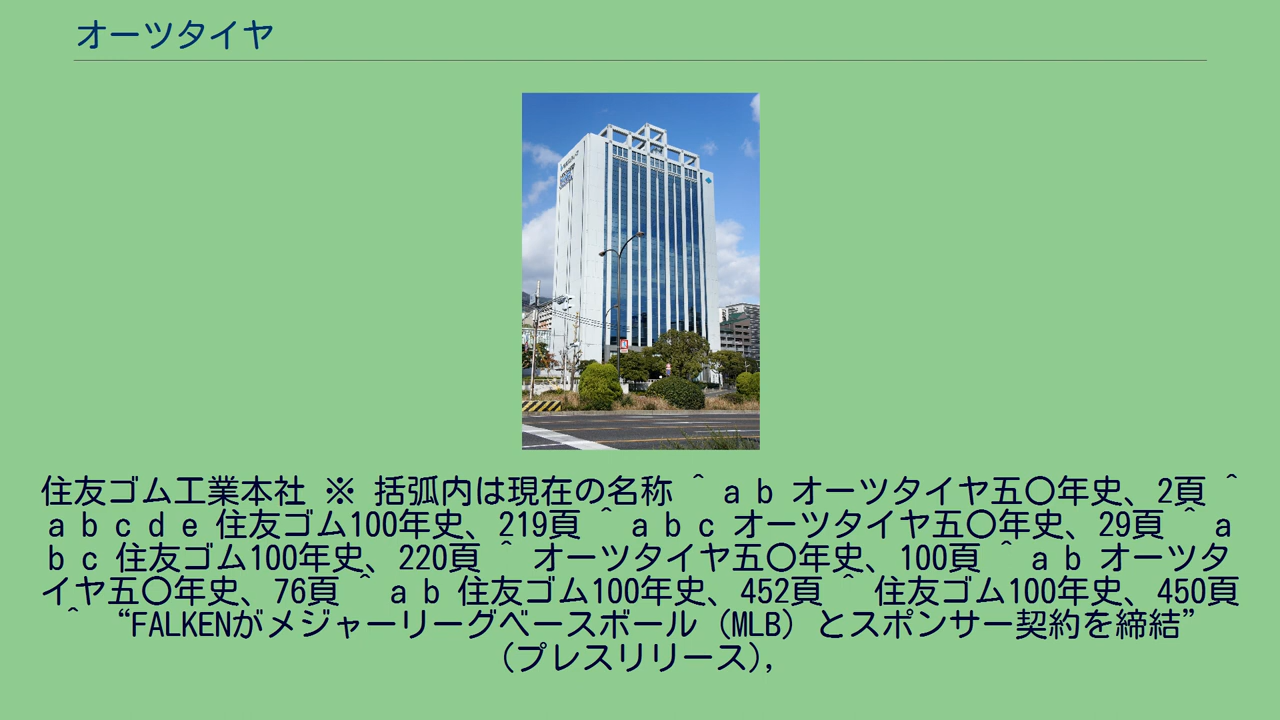 オーツタイヤ
住友ゴム工業本社 ※ 括弧内は現在の名称 ^ a b オーツタイヤ五〇年史、2頁 ^
a b c d e 住友ゴム100年史、219頁 ^ a b c オーツタイヤ五〇年史、29頁 ^ a
b c 住友ゴム100年史、220頁 ^ オーツタイヤ五〇年史、100頁 ^ a b オーツタ
イヤ五〇年史、76頁 ^ a b 住友ゴム100年史、452頁 ^ 住友ゴム100年史、450頁
^ “FALKENがメジャーリーグベースボール（MLB）とスポンサー契約を締結”
(プレスリリース),